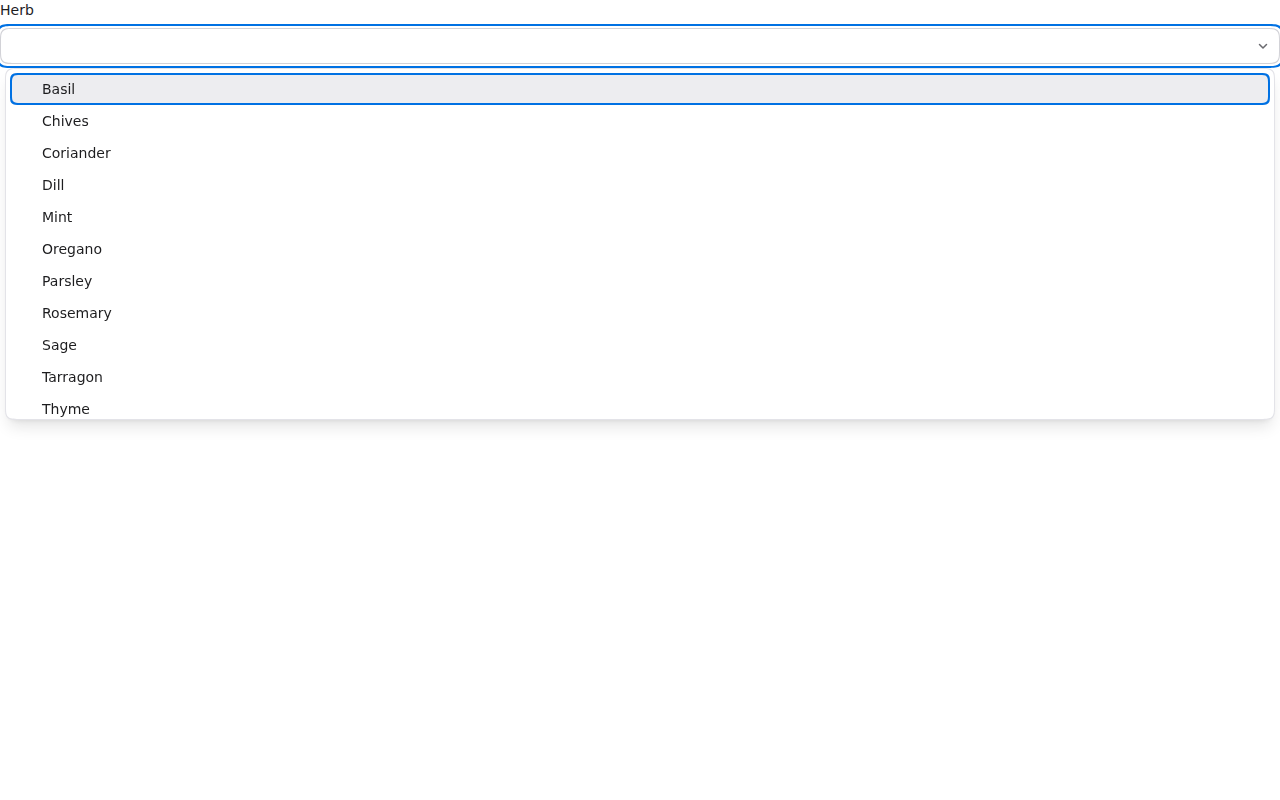 Herb
Basil
Chives
Coriander
Dill
Mint
Oregano
Parsley
Rosemary
Sage
Tarragon
Thyme